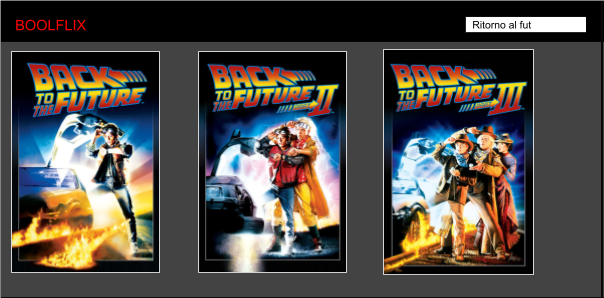 BOOLFLIX
Ritorno al fut
BACK
TO THE
FUTURE
BACK
TO THE
FUTURE
PART II
BACK
TO THE
FUTURE
PART III